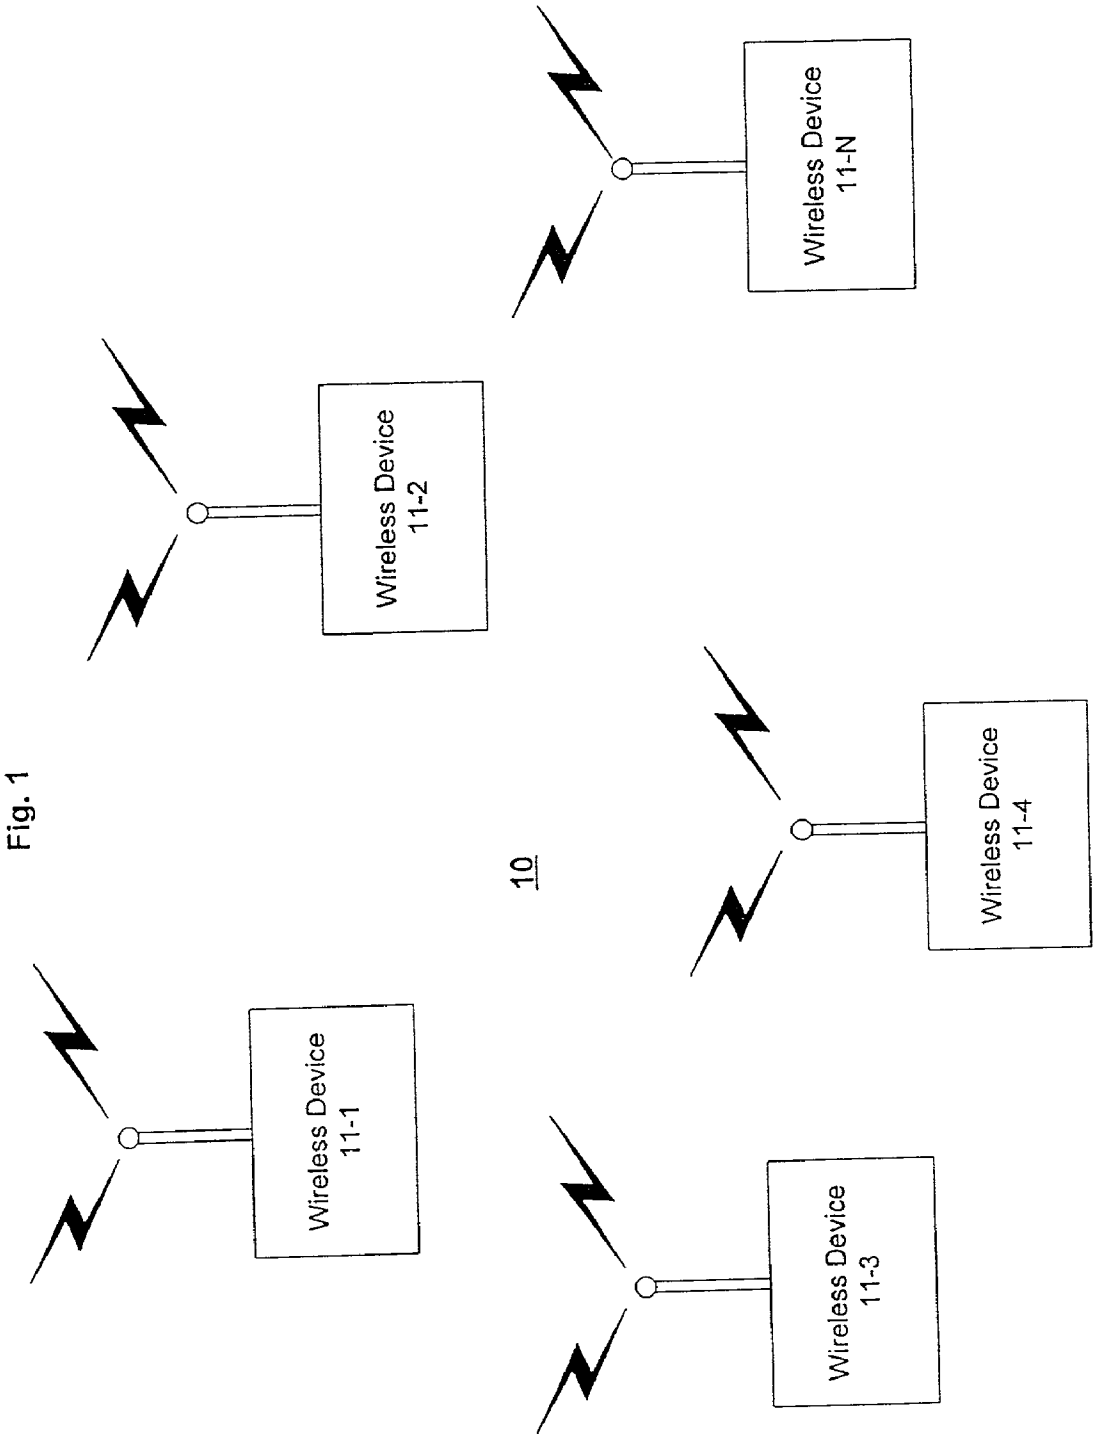 Fig. 1
Wireless Device
11-1
Wireless Device
11-2
10
Wireless Device
11-3
Wireless Device
11-4
Wireless Device
11-N